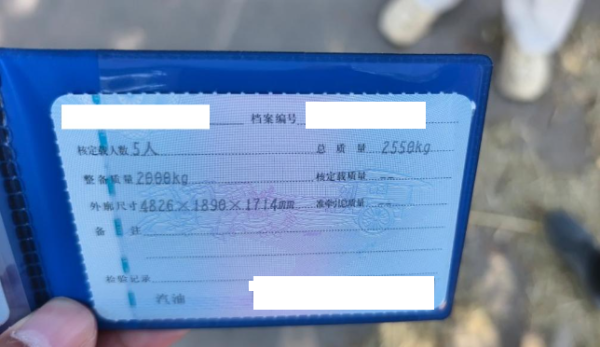 档案编号
核定载人数 5人 总质量 2550kg
整备质量 2000kg 核定载质量 --
外廓尺寸 4826×1890×1714mm 准牵引总质量 --
备注
检验记录
汽油